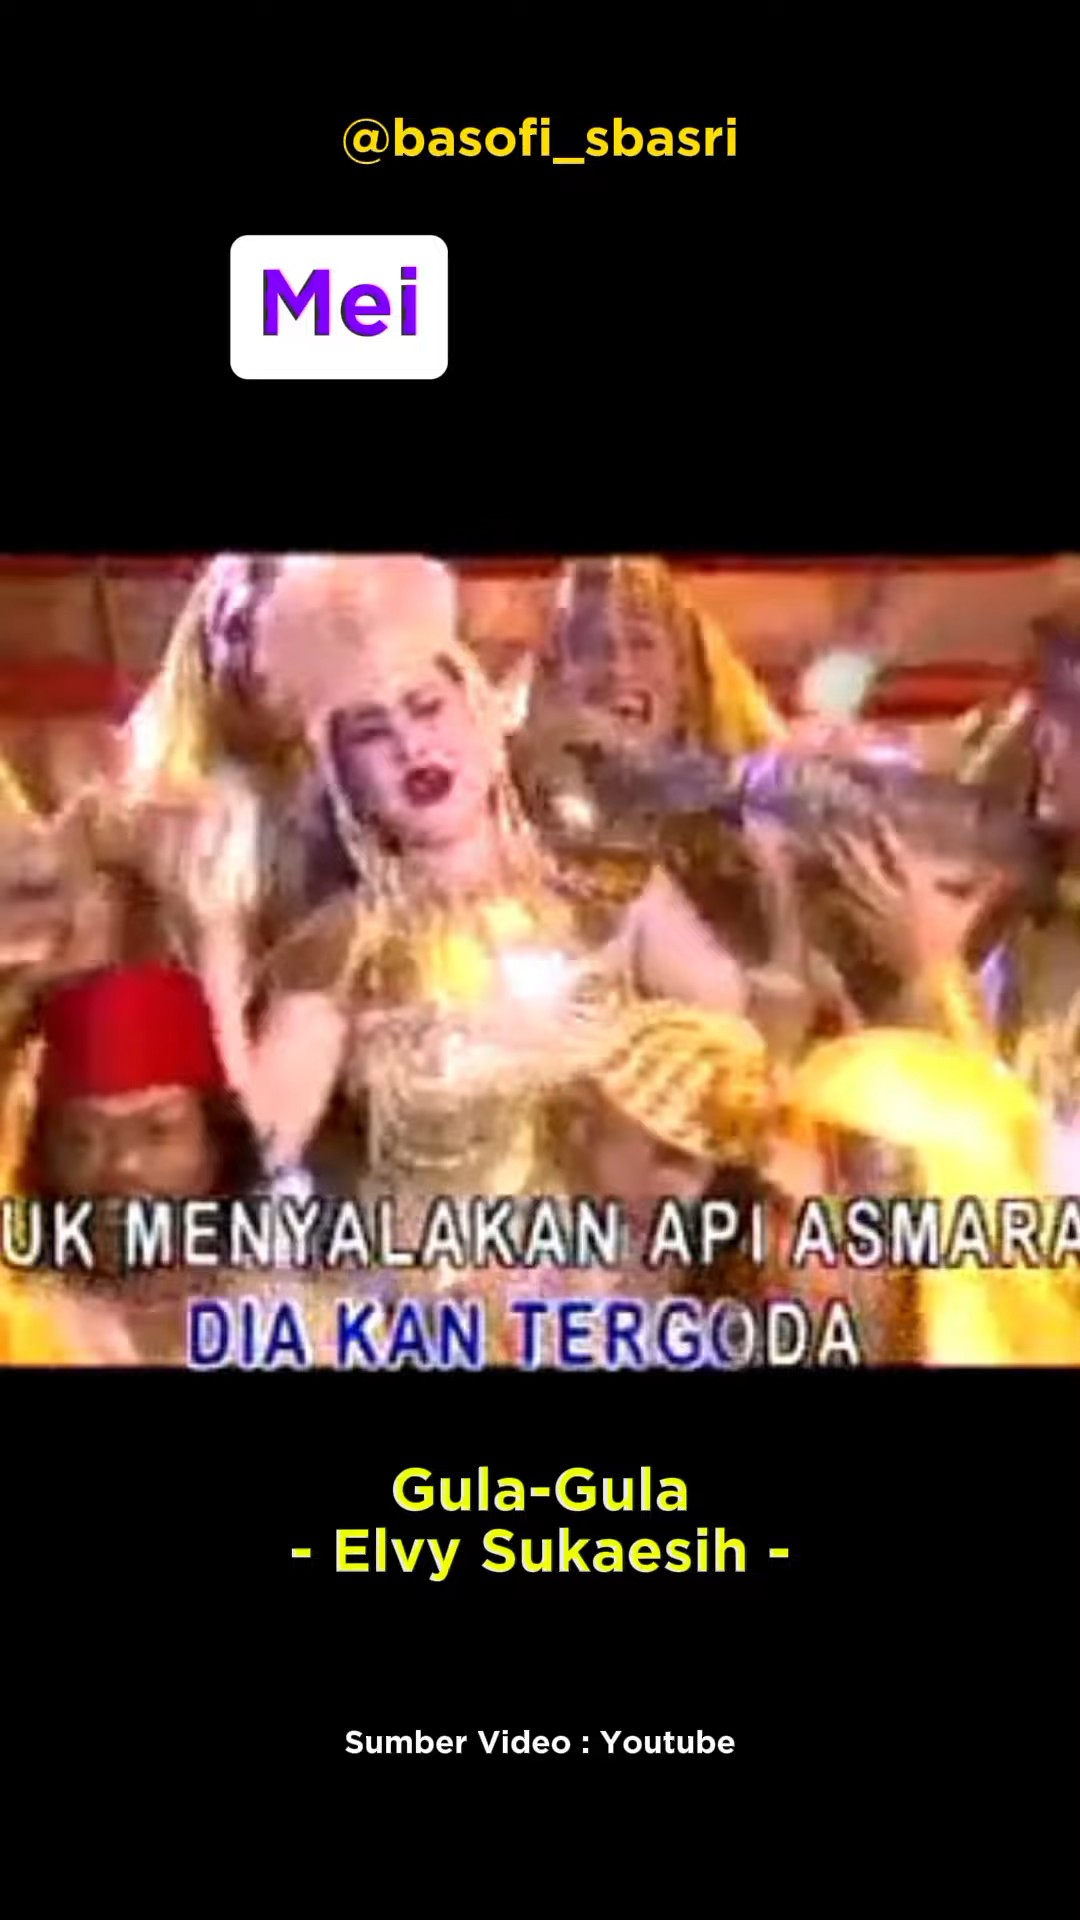 @basofi_sbasri
Mei
UK MENYALAKAN API ASMARA
DIA KAN TERGODA
Gula-Gula
- Elvy Sukaesih -
Sumber Video : Youtube